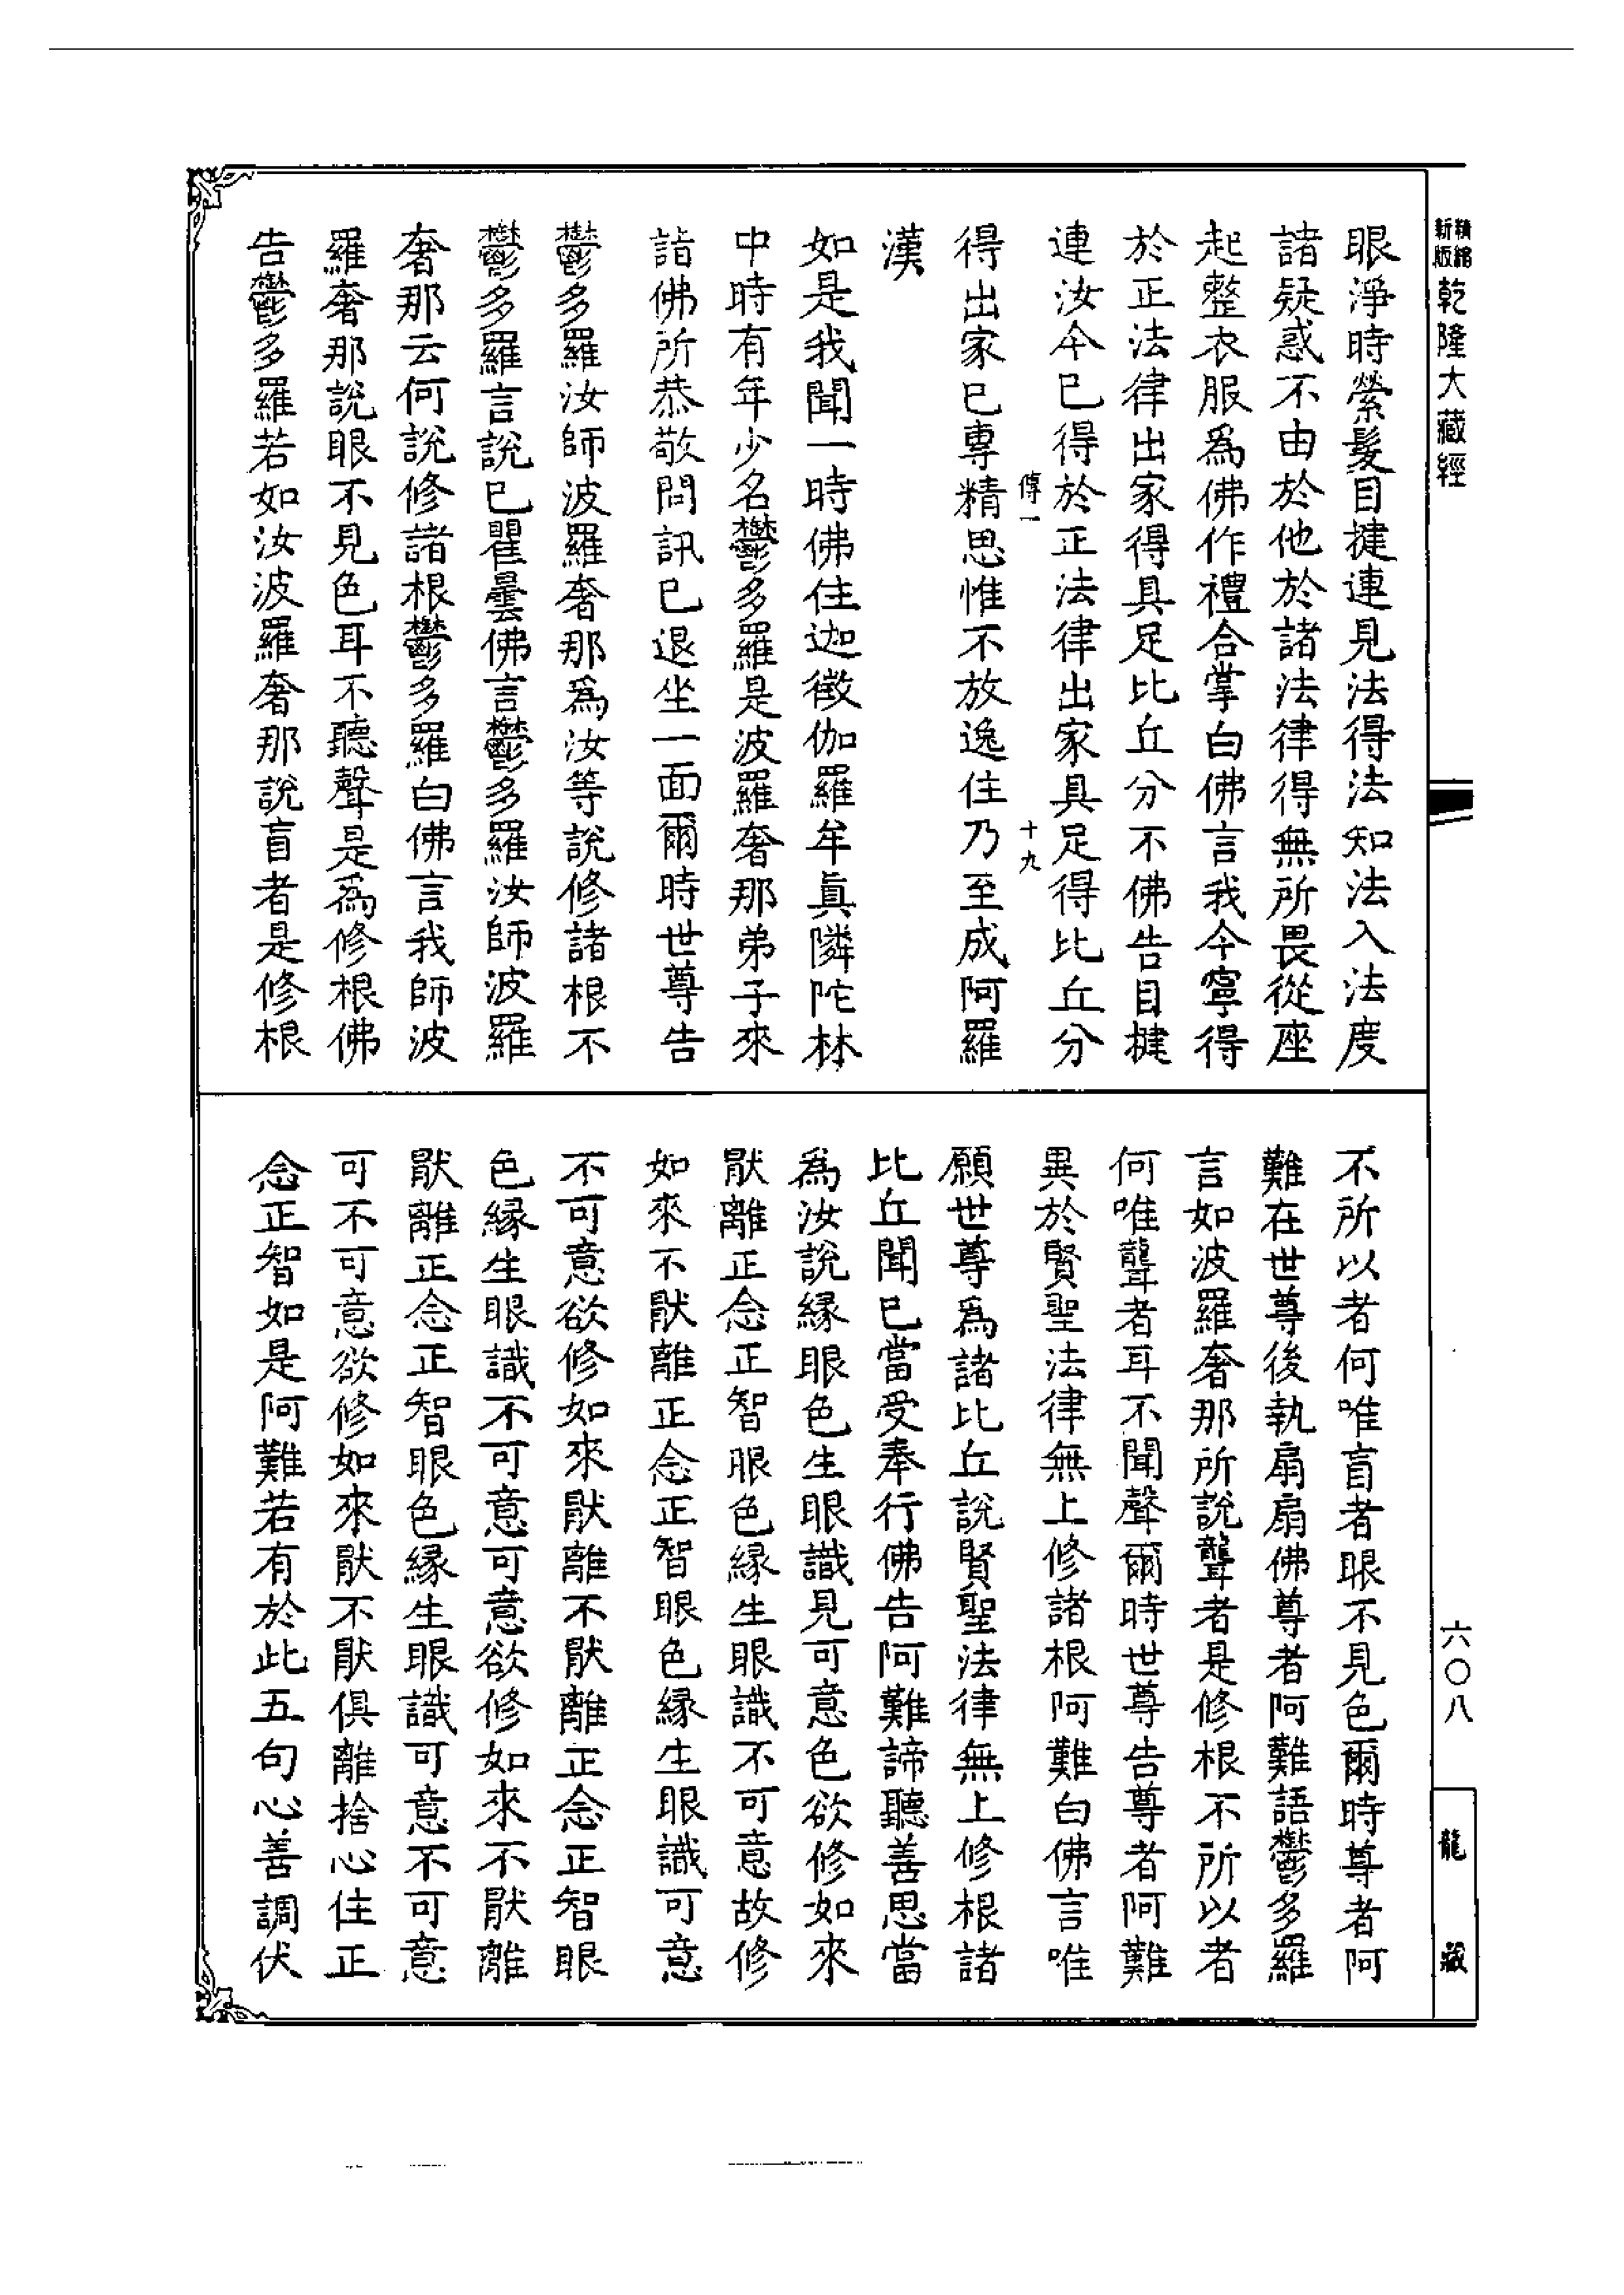 精縮新版
乾隆大藏經
六〇八
龍藏
眼淨時縈髮目揵連見法得法知法入法度
諸疑惑不由於他於諸法律得無所畏從座
起整衣服爲佛作禮合掌白佛言我今寧得
於正法律出家得具足比丘分不佛告目揵
連汝今已得於正法律出家具足得比丘分
傳一 十九
得出家已專精思惟不放逸住乃至成阿羅
漢
如是我聞一時佛住迦徵伽羅牟眞隣陀林
中時有年少名鬱多羅是波羅奢那弟子來
詣佛所恭敬問訊已退坐一面爾時世尊告
鬱多羅汝師波羅奢那爲汝等說修諸根不
鬱多羅言說已瞿曇佛言鬱多羅汝師波羅
奢那云何說修諸根鬱多羅白佛言我師波
羅奢那說眼不見色耳不聽聲是爲修根佛
告鬱多羅若如汝波羅奢那說盲者是修根
不所以者何唯盲者眼不見色爾時尊者阿
難在世尊後執扇扇佛尊者阿難語鬱多羅
言如波羅奢那所說聾者是修根不所以者
何唯聾者耳不聞聲爾時世尊告尊者阿難
異於賢聖法律無上修諸根阿難白佛言唯
願世尊爲諸比丘說賢聖法律無上修根諸
比丘聞已當受奉行佛告阿難諦聽善思當
爲汝說緣眼色生眼識見可意色欲修如來
猒離正念正智眼色緣生眼識不可意故修
如來不猒離正念正智眼色緣生眼識可意
不可意欲修如來猒離不猒離正念正智眼
色緣生眼識不可意可意欲修如來不猒離
猒離正念正智眼色緣生眼識可意不可意
可不可意欲修如來猒不猒俱離捨心住正
念正智如是阿難若有於此五句心善調伏